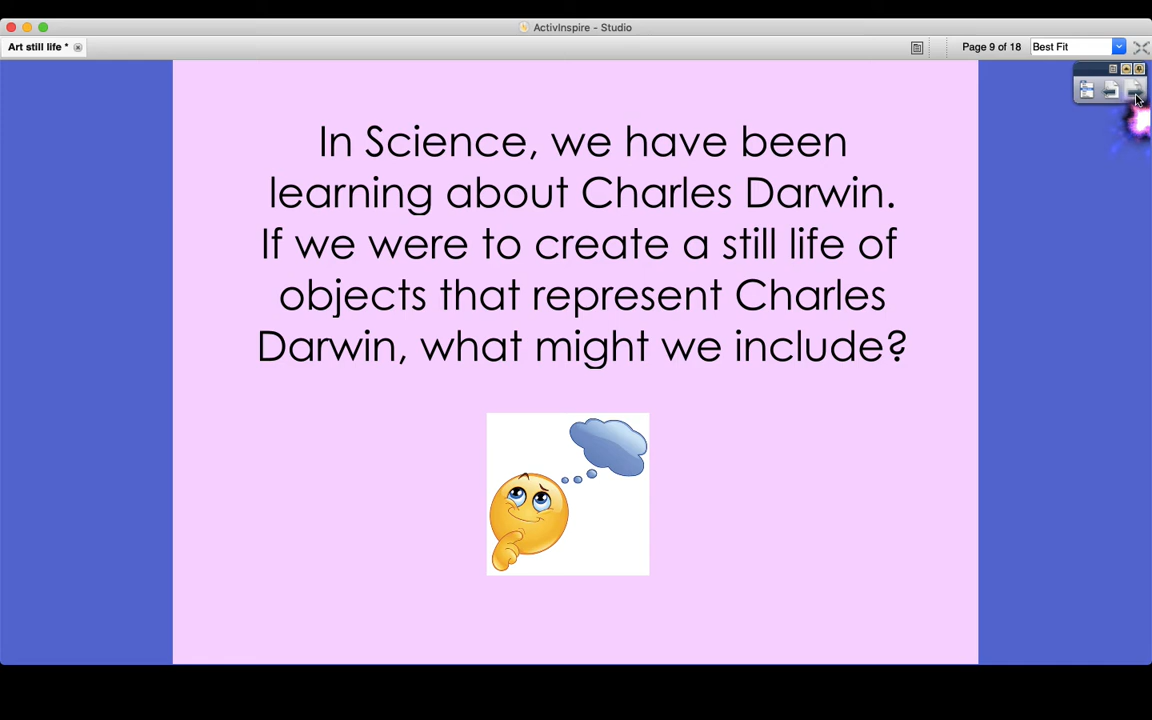 ActivInspire - Studio
Art still life *
Page 9 of 18
Best Fit
In Science, we have been
learning about Charles Darwin.
If we were to create a still life of
objects that represent Charles
Darwin, what might we include?